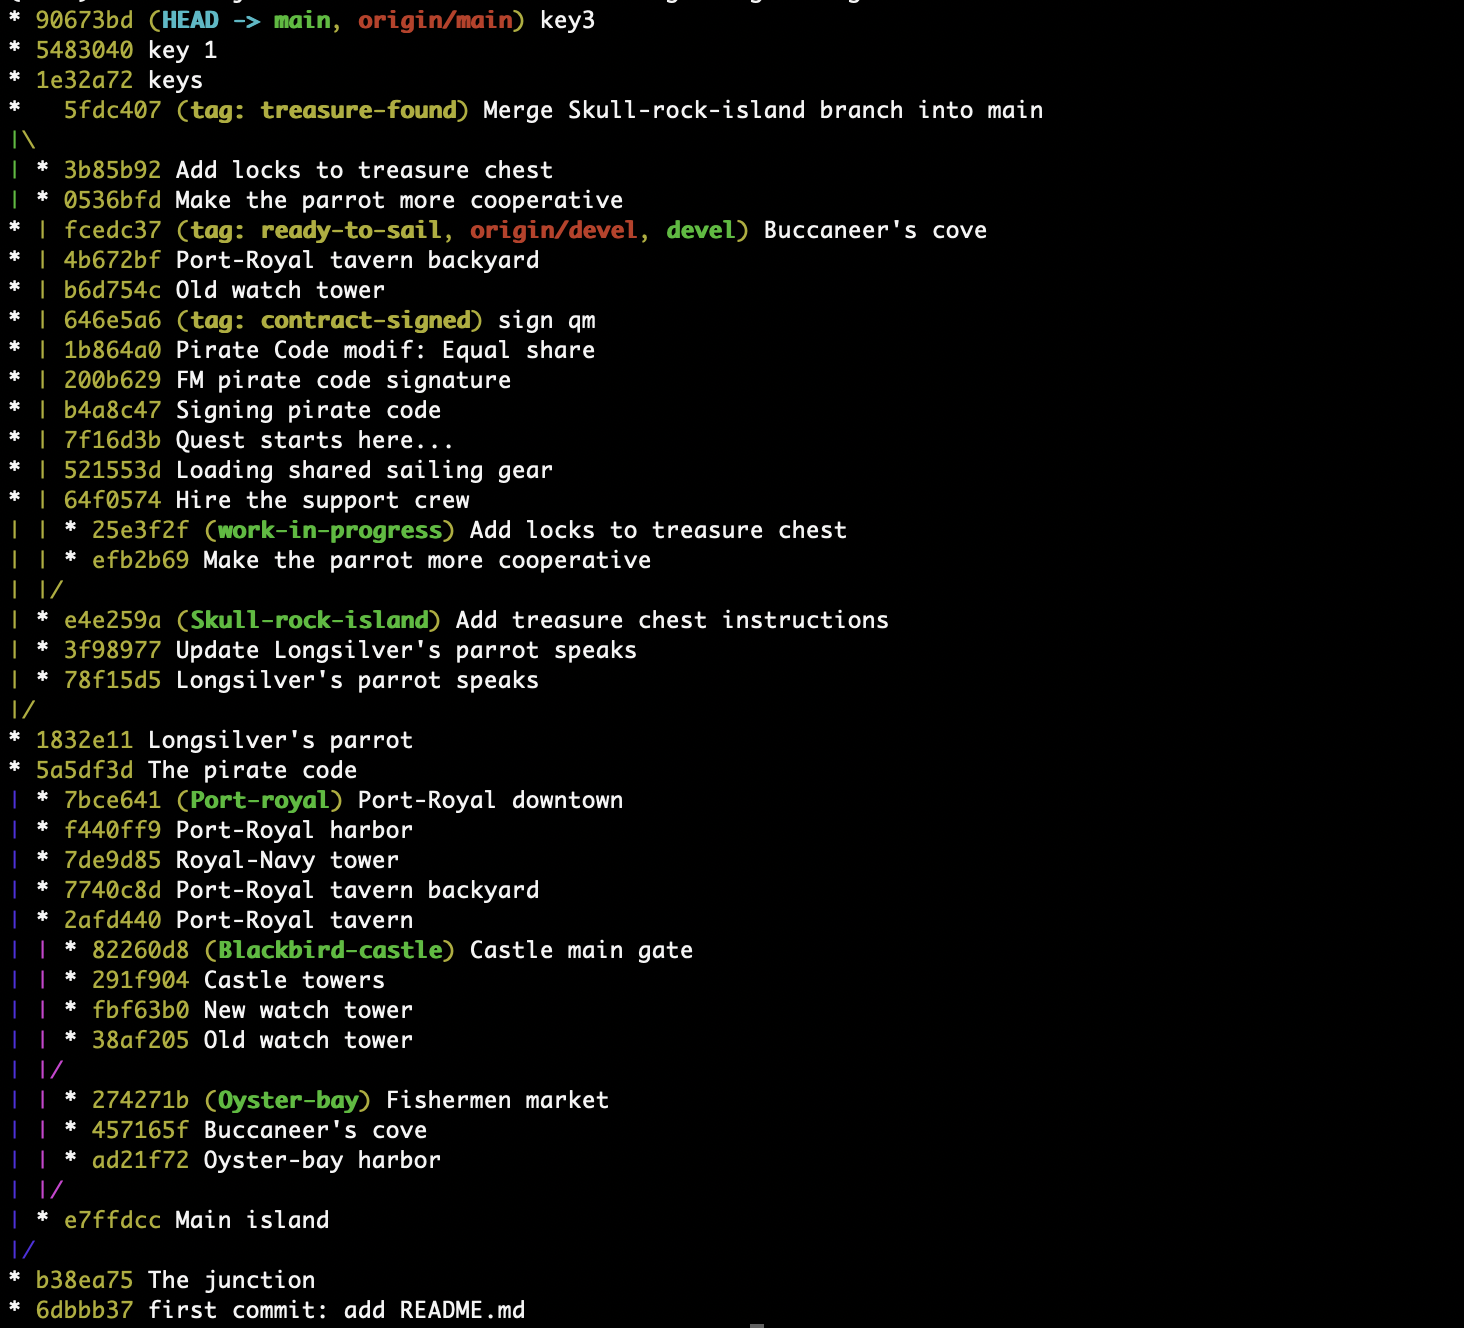 * 90673bd (HEAD -> main, origin/main) key3
* 5483040 key 1
* 1e32a72 keys
*   5fdc407 (tag: treasure-found) Merge Skull-rock-island branch into main
|\
| * 3b85b92 Add locks to treasure chest
| * 0536bfd Make the parrot more cooperative
* | fcedc37 (tag: ready-to-sail, origin/devel, devel) Buccaneer's cove
* | 4b672bf Port-Royal tavern backyard
* | b6d754c Old watch tower
* | 646e5a6 (tag: contract-signed) sign qm
* | 1b864a0 Pirate Code modif: Equal share
* | 200b629 FM pirate code signature
* | b4a8c47 Signing pirate code
* | 7f16d3b Quest starts here...
* | 521553d Loading shared sailing gear
* | 64f0574 Hire the support crew
| | * 25e3f2f (work-in-progress) Add locks to treasure chest
| | * efb2b69 Make the parrot more cooperative
| |/
| * e4e259a (Skull-rock-island) Add treasure chest instructions
| * 3f98977 Update Longsilver's parrot speaks
| * 78f15d5 Longsilver's parrot speaks
|/
* 1832e11 Longsilver's parrot
* 5a5df3d The pirate code
| * 7bce641 (Port-royal) Port-Royal downtown
| * f440ff9 Port-Royal harbor
| * 7de9d85 Royal-Navy tower
| * 7740c8d Port-Royal tavern backyard
| * 2afd440 Port-Royal tavern
| | * 82260d8 (Blackbird-castle) Castle main gate
| | * 291f904 Castle towers
| | * fbf63b0 New watch tower
| | * 38af205 Old watch tower
| |/
| | * 274271b (Oyster-bay) Fishermen market
| | * 457165f Buccaneer's cove
| | * ad21f72 Oyster-bay harbor
| |/
| * e7ffdcc Main island
|/
* b38ea75 The junction
* 6dbbb37 first commit: add README.md